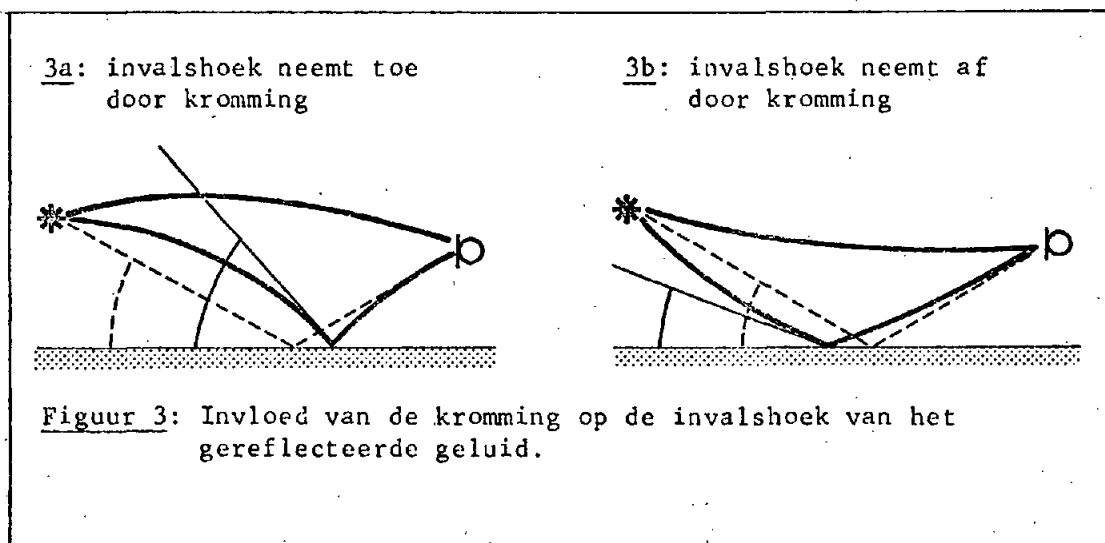 3a: invalshoek neemt toe
door kromming
3b: invalshoek neemt af
door kromming
Figuur 3: Invloed van de kromming op de invalshoek van het
gereflecteerde geluid.